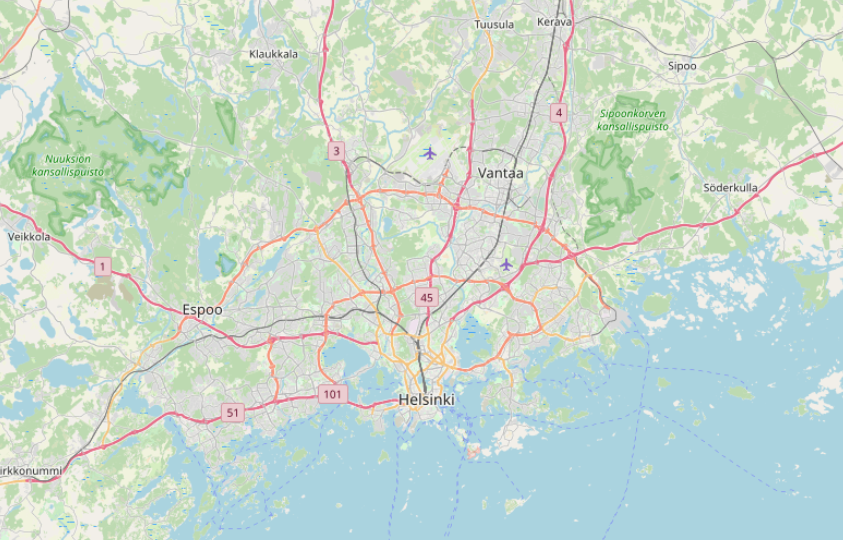 Tuusula
Kerava
Klaukkala
Sipoo
4
Sipoonkorven
kansallispuisto
3
Nuuksion
kansallispuisto
Vantaa
Söderkulla
Veikkola
1
45
Espoo
101
Helsinki
51
irkkonummi